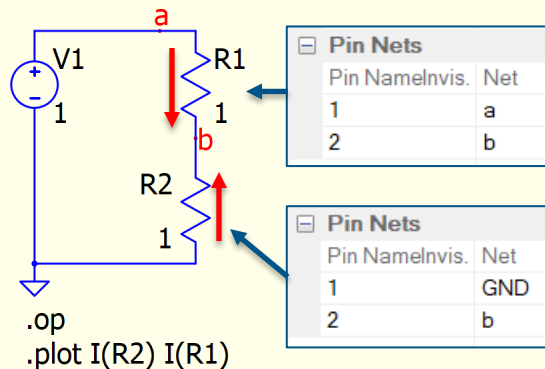 a
V1
+
−
1
R1
1
b
R2
1
.op
.plot I(R2) I(R1)
Pin Nets
Pin NameInvis. Net
1 a
2 b
Pin Nets
Pin NameInvis. Net
1 GND
2 b